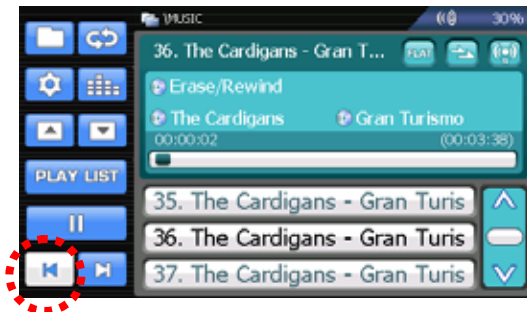 \MUSIC 30%
36. The Cardigans - Gran T... FLAT
Erase/Rewind
The Cardigans Gran Turismo
00:00:02 (00:03:38)
PLAY LIST
35. The Cardigans - Gran Turis
36. The Cardigans - Gran Turis
37. The Cardigans - Gran Turis